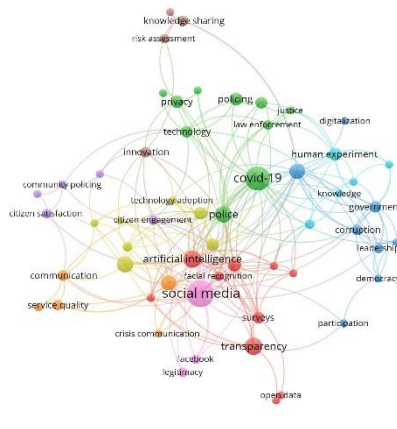 knowledge sharing
risk assessment
privacy
policing
justice
technology
law enforcement
digitalization
innovation
human experiment
covid-19
community policing
knowledge
technology adoption
government
citizen satisfaction
citizen engagement
police
corruption
leadership
artificial intelligence
communication
facial recognition
democracy
social media
service quality
surveys
participation
crisis communication
transparency
facebook
legitimacy
open data